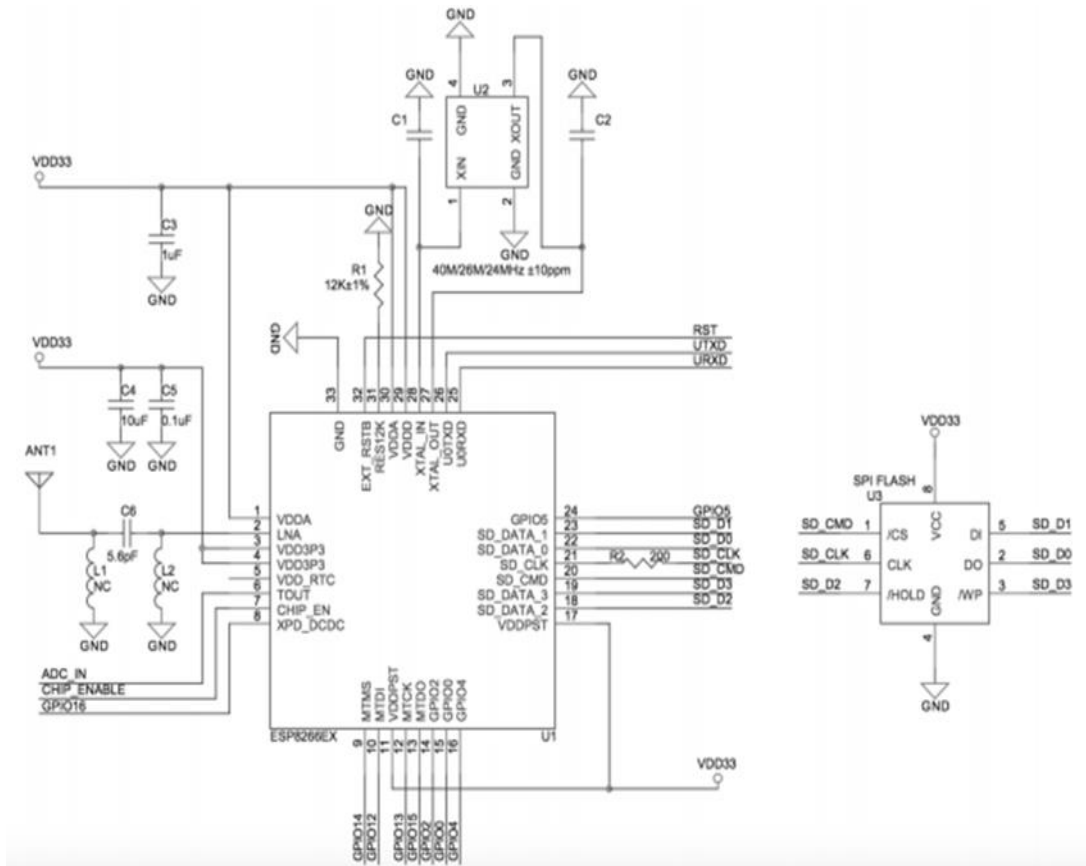 GND
GND
4
3
U2
GND
C1
GND
XOUT
XIN
GND
1
2
GND
C2
40M/26M/24MHz ±10ppm
VDD33
C3
1uF
GND
GND
R1
12K±1%
GND
RST
UTXD
URXD
VDD33
C4
10uF
GND
C5
0.1uF
GND
33
32
31
30
29
28
27
26
25
GND
EXT_RSTB
RES12K
VDDA
VDDD
XTAL_IN
XTAL_OUT
U0TXD
U0RXD
ANT1
C6
5.6pF
L1
NC
GND
L2
NC
GND
1 VDDA
2 LNA
3 VDD3P3
4 VDD3P3
5 VDD_RTC
6 TOUT
7 CHIP_EN
8 XPD_DCDC
ADC_IN
CHIP_ENABLE
GPIO16
GPIO5 24 GPIO5
SD_DATA_1 23 SD_D1
SD_DATA_0 22 SD_D0
SD_CLK 21 R2 200 SD_CLK
SD_CMD 20 SD_CMD
SD_DATA_3 19 SD_D3
SD_DATA_2 18 SD_D2
VDDPST 17
MTMS
MTDI
VDDPST
MTCK
MTDO
GPIO2
GPIO0
GPIO4
ESP8266EX
U1
9
10
11
12
13
14
15
16
GPIO14
GPIO12
GPIO13
GPIO15
GPIO2
GPIO0
GPIO4
VDD33
VDD33
SPI FLASH
U3
8
VCC
SD_CMD 1 /CS
SD_CLK 6 CLK
SD_D2 7 /HOLD
DI 5 SD_D1
DO 2 SD_D0
/WP 3 SD_D3
GND
4
GND